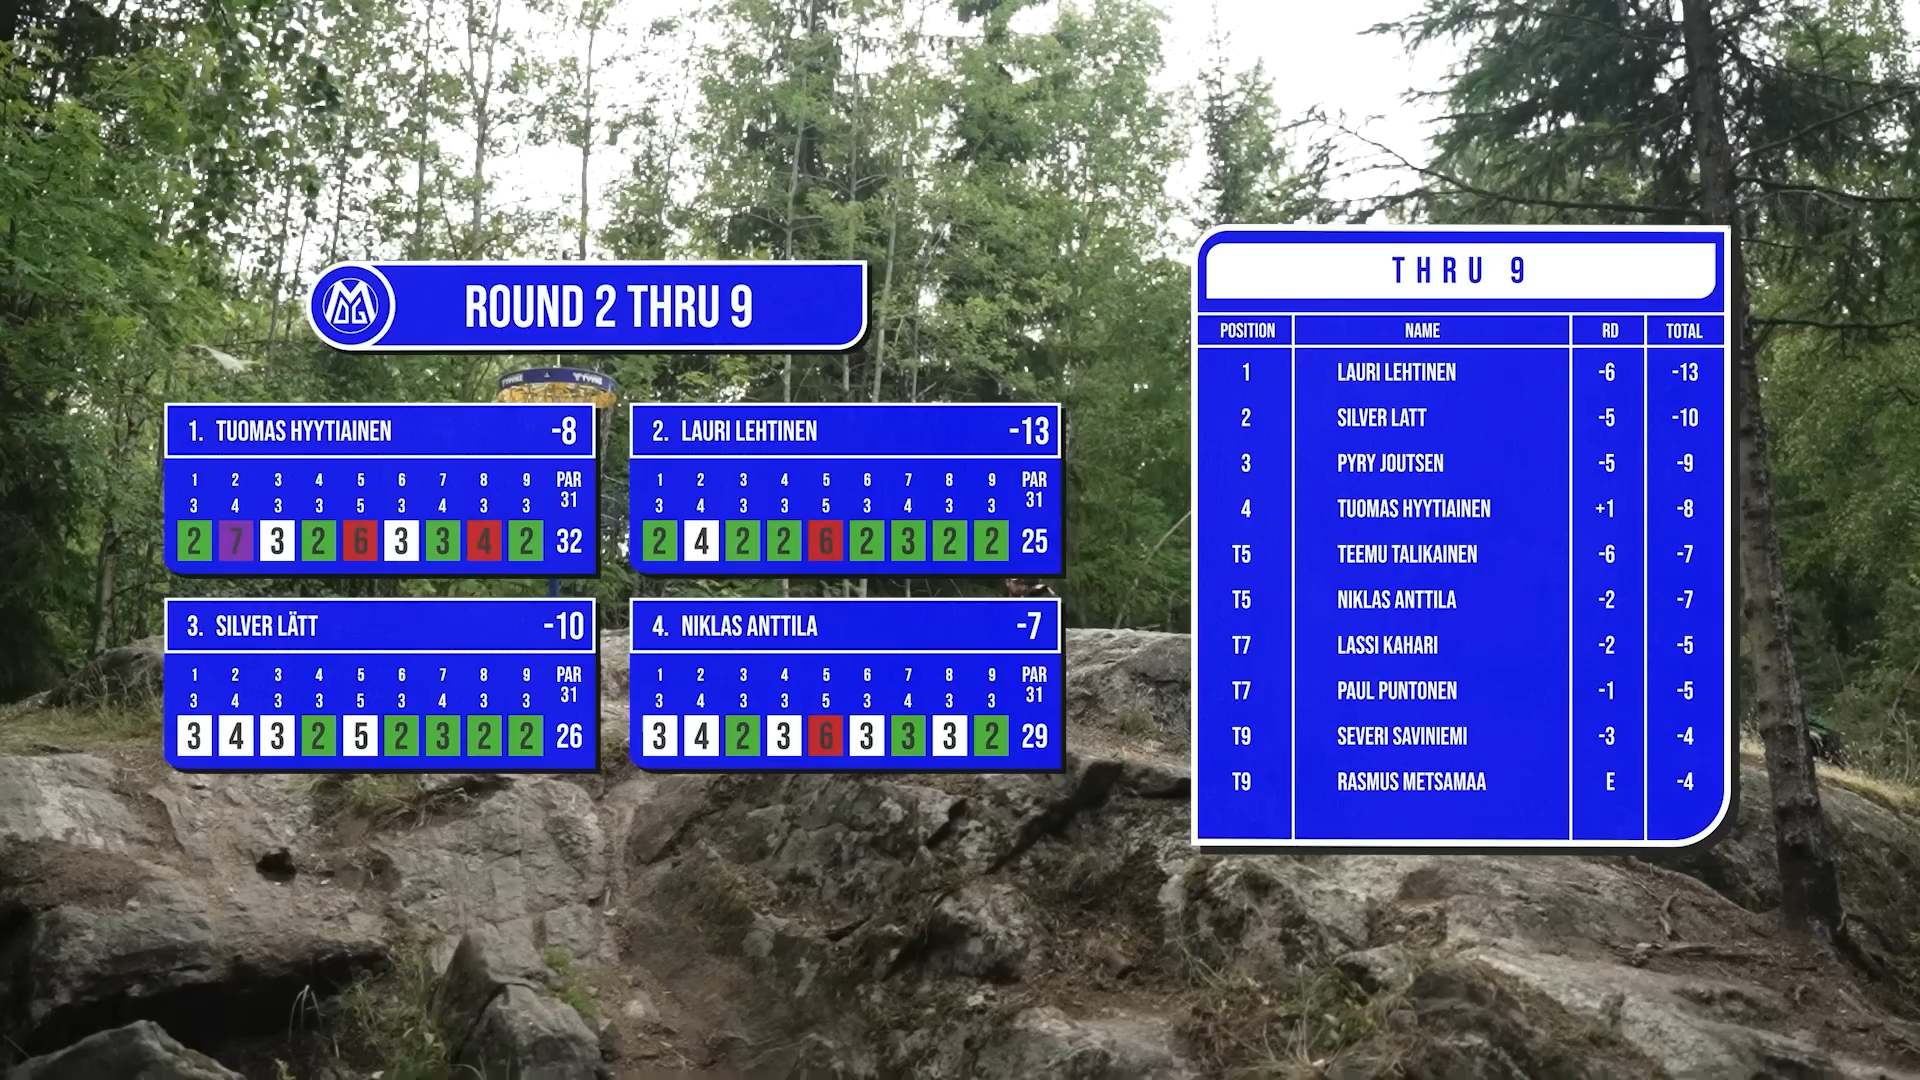 ROUND 2 THRU 9
1. TUOMAS HYYTIAINEN -8
1 2 3 4 5 6 7 8 9 PAR
3 4 3 3 5 3 4 3 3 31
2 7 3 2 6 3 3 4 2 32
2. LAURI LEHTINEN -13
1 2 3 4 5 6 7 8 9 PAR
3 4 3 3 5 3 4 3 3 31
2 4 2 2 6 2 3 2 2 25
3. SILVER LÄTT -10
1 2 3 4 5 6 7 8 9 PAR
3 4 3 3 5 3 4 3 3 31
3 4 3 2 5 2 3 2 2 26
4. NIKLAS ANTTILA -7
1 2 3 4 5 6 7 8 9 PAR
3 4 3 3 5 3 4 3 3 31
3 4 2 3 6 3 3 3 2 29
THRU 9
POSITION NAME RD TOTAL
1 LAURI LEHTINEN -6 -13
2 SILVER LATT -5 -10
3 PYRY JOUTSEN -5 -9
4 TUOMAS HYYTIAINEN +1 -8
T5 TEEMU TALIKAINEN -6 -7
T5 NIKLAS ANTTILA -2 -7
T7 LASSI KAHARI -2 -5
T7 PAUL PUNTONEN -1 -5
T9 SEVERI SAVINIEMI -3 -4
T9 RASMUS METSAMAA E -4